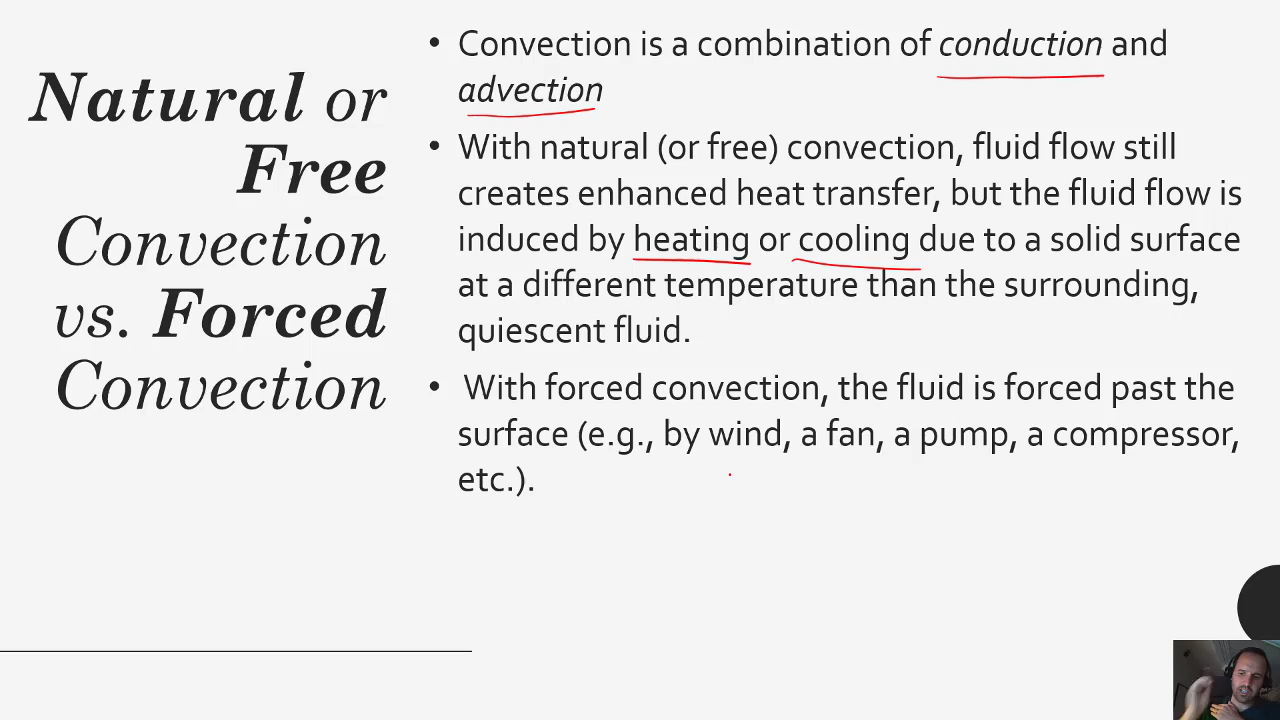 Natural or
Free
Convection
vs. Forced
Convection
• Convection is a combination of conduction and
advection
• With natural (or free) convection, fluid flow still
creates enhanced heat transfer, but the fluid flow is
induced by heating or cooling due to a solid surface
at a different temperature than the surrounding,
quiescent fluid.
• With forced convection, the fluid is forced past the
surface (e.g., by wind, a fan, a pump, a compressor,
etc.).